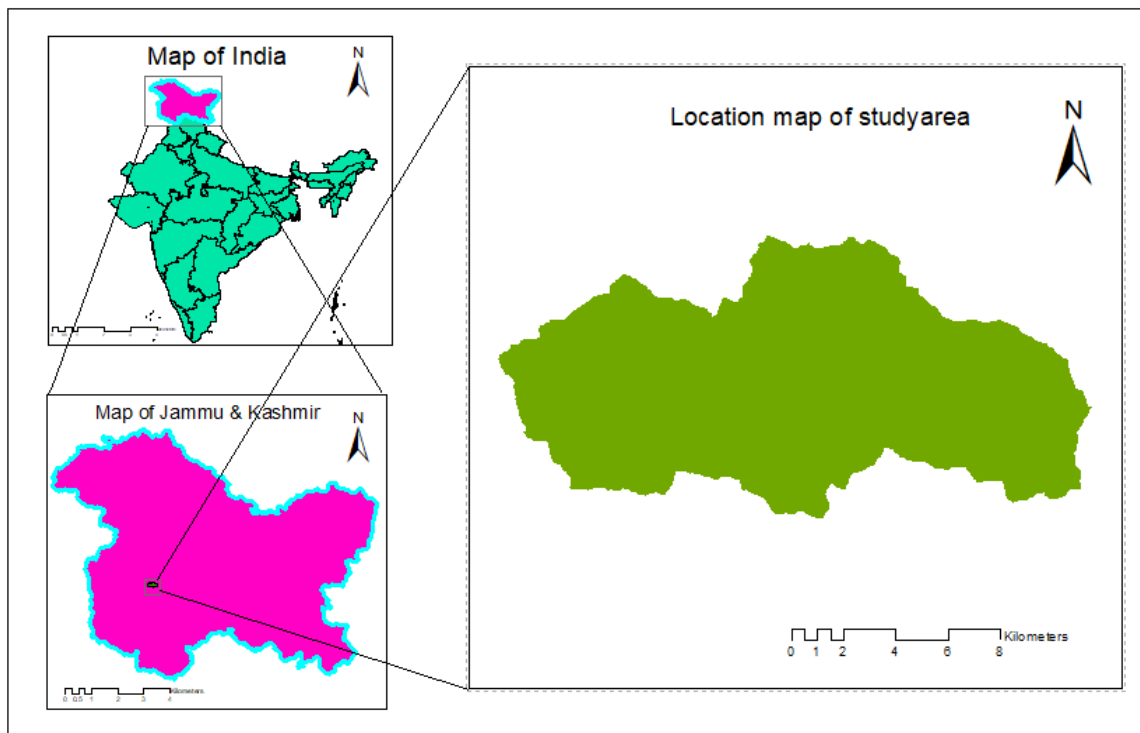 Map of India
N
Map of Jammu & Kashmir
N
0 0.5 1 2 3 4
Kilometers
Location map of studyarea
N
Kilometers
0 1 2 4 6 8